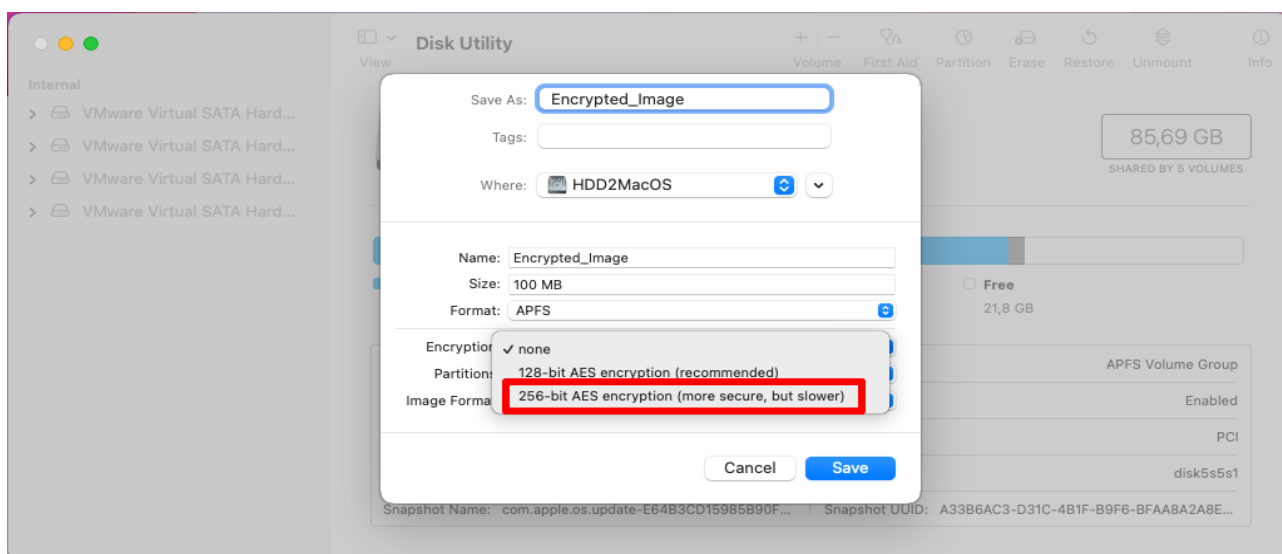 Disk Utility
View
Volume First Aid Partition Erase Restore Unmount Info
Internal
VMware Virtual SATA Hard...
VMware Virtual SATA Hard...
VMware Virtual SATA Hard...
VMware Virtual SATA Hard...
85,69 GB
SHARED BY 5 VOLUMES
Save As: Encrypted_Image
Tags:
Where: HDD2MacOS
Name: Encrypted_Image
Size: 100 MB
Format: APFS
Free
21,8 GB
Encryption
✓ none
128-bit AES encryption (recommended)
256-bit AES encryption (more secure, but slower)
Partitions
Image Forma
Cancel Save
APFS Volume Group
Enabled
PCI
disk5s5s1
Snapshot Name: com.apple.os.update-E64B3CD15985B90F... Snapshot UUID: A33B6AC3-D31C-4B1F-B9F6-BFAA8A2A8E...